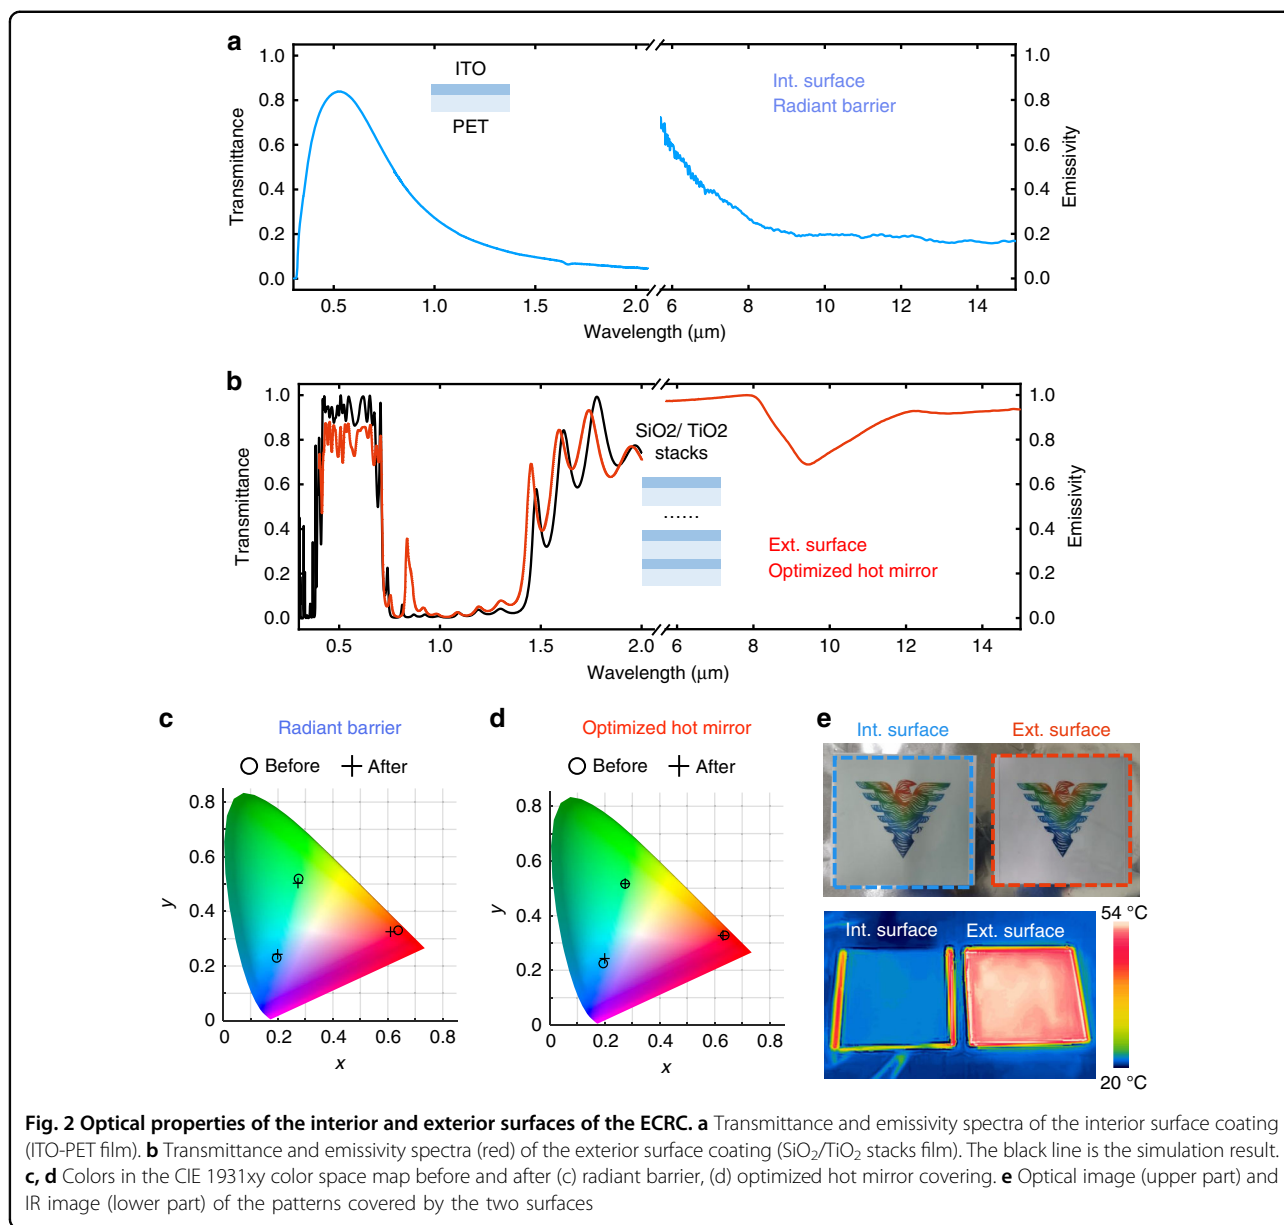 a
ITO
PET
Int. surface
Radiant barrier
Transmittance
1.0
0.8
0.6
0.4
0.2
0.0
Emissivity
1.0
0.8
0.6
0.4
0.2
0.0
0.5 1.0 1.5 2.0 6 8 10 12 14
Wavelength (μm)
b
SiO2/ TiO2
stacks
......
Ext. surface
Optimized hot mirror
Transmittance
1.0
0.8
0.6
0.4
0.2
0.0
Emissivity
1.0
0.8
0.6
0.4
0.2
0.0
0.5 1.0 1.5 2.0 6 8 10 12 14
Wavelength (μm)
c
Radiant barrier
Before After
y
0.8
0.6
0.4
0.2
0
0 0.2 0.4 0.6 0.8
x
d
Optimized hot mirror
Before After
y
0.8
0.6
0.4
0.2
0
0 0.2 0.4 0.6 0.8
x
e
Int. surface Ext. surface
Int. surface Ext. surface
54 °C
20 °C
Fig. 2 Optical properties of the interior and exterior surfaces of the ECRC. a Transmittance and emissivity spectra of the interior surface coating
(ITO-PET film). b Transmittance and emissivity spectra (red) of the exterior surface coating (SiO₂/TiO₂ stacks film). The black line is the simulation result.
c, d Colors in the CIE 1931xy color space map before and after (c) radiant barrier, (d) optimized hot mirror covering. e Optical image (upper part) and
IR image (lower part) of the patterns covered by the two surfaces